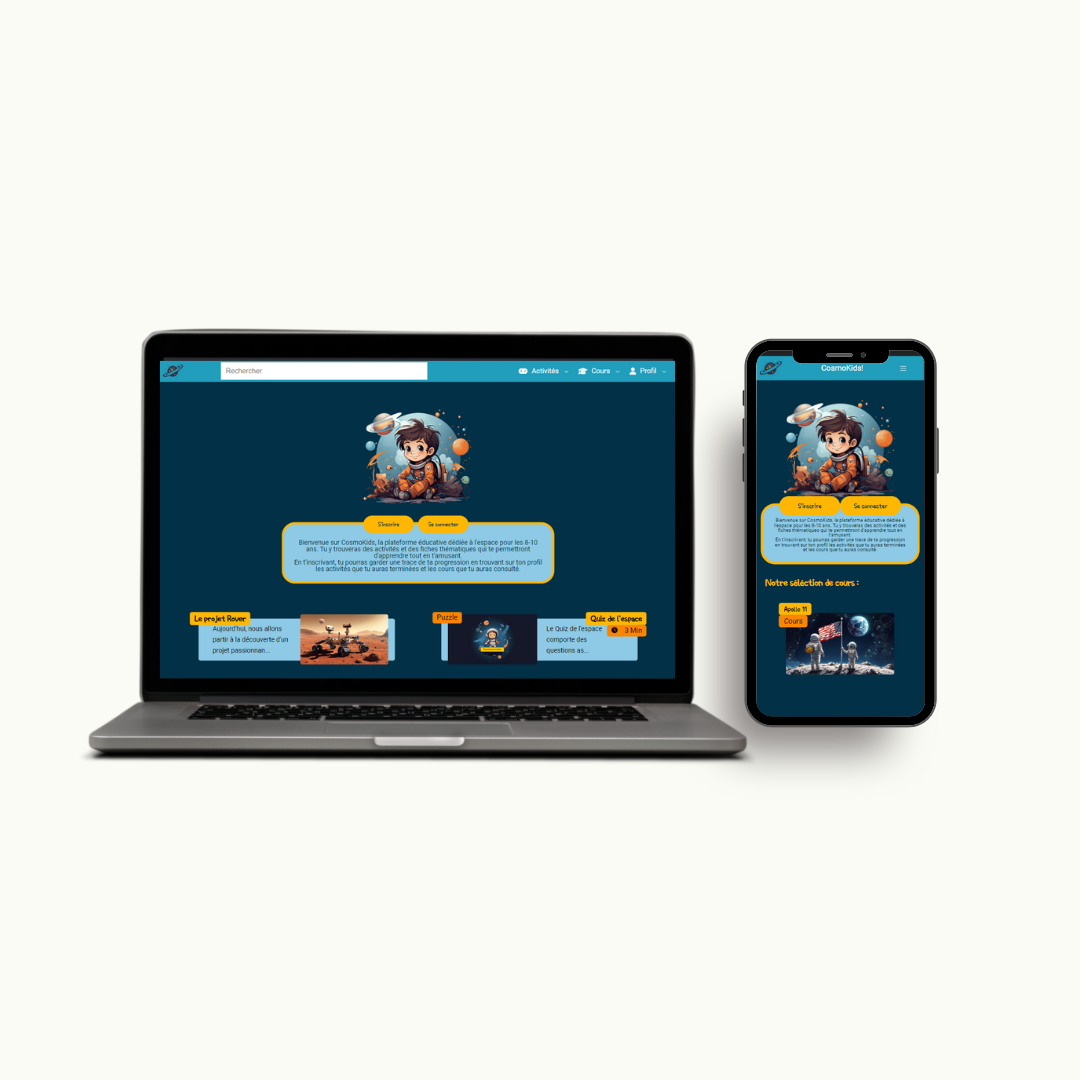 Rechercher
Activités
Cours
Profil
S'inscrire
Se connecter
Bienvenue sur CosmoKids, la plateforme éducative dédiée à l'espace pour les 6-10
ans. Tu y trouveras des activités et des fiches thématiques qui te permettront
d'apprendre tout en t'amusant.
En t'inscrivant, tu pourras garder une trace de ta progression en trouvant sur ton profil
les activités que tu auras terminées et les cours que tu auras consulté.
Le projet Rover
Aujourd'hui, nous allons
partir à la découverte d'un
projet passionnan...
Puzzle
Quiz de l'espace
3 Min
Le Quiz de l'espace
comporte des
questions as...
CosmoKids!
S'inscrire
Se connecter
Bienvenue sur CosmoKids, la plateforme éducative dédiée à
l'espace pour les 6-10 ans. Tu y trouveras des activités et des
fiches thématiques qui te permettront d'apprendre tout en
t'amusant.
En t'inscrivant, tu pourras garder une trace de ta progression
en trouvant sur ton profil les activités que tu auras terminées
et les cours que tu auras consulté.
Notre séléction de cours :
Apollo 11
Cours